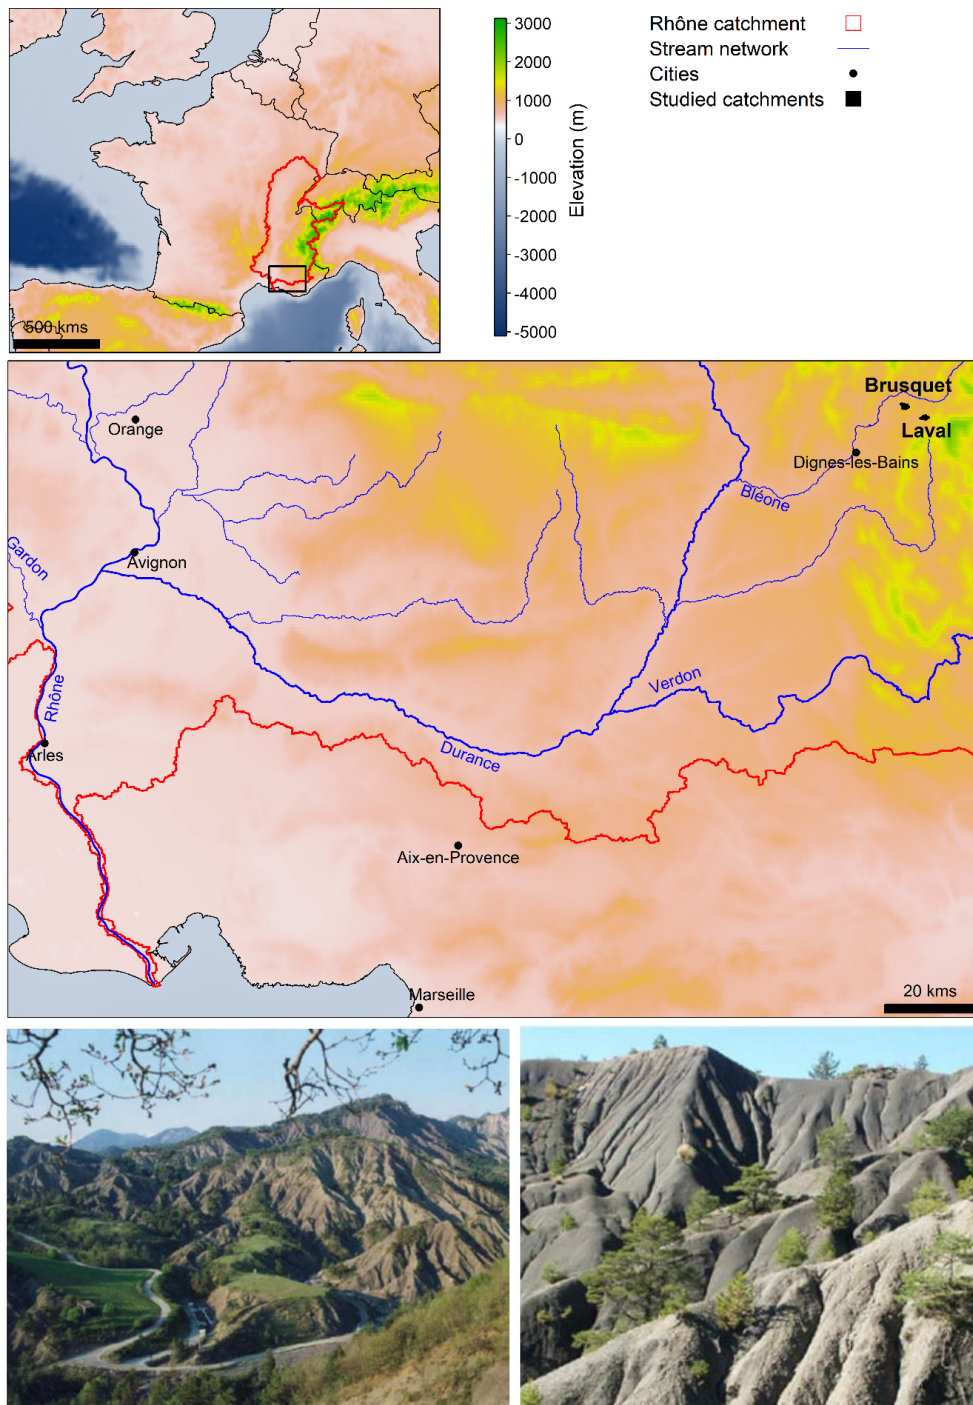 3000
2000
1000
0
-1000
-2000
-3000
-4000
-5000
Elevation (m)
Rhône catchment
Stream network
Cities
Studied catchments
500 kms
Brusquet
Laval
Orange
Dignes-les-Bains
Bléone
Gardon
Avignon
Rhône
Verdon
Durance
Arles
Aix-en-Provence
Marseille
20 kms